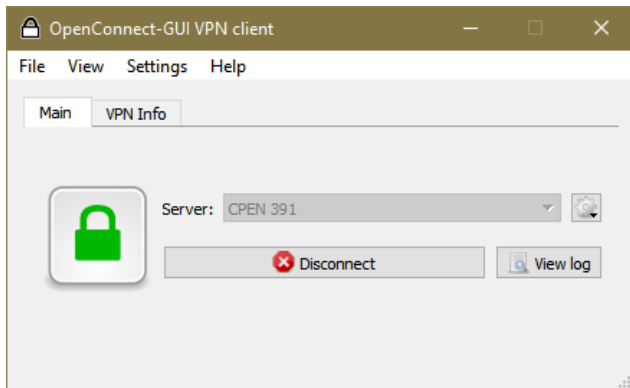 OpenConnect-GUI VPN client
File View Settings Help
Main VPN Info
Server: CPEN 391
Disconnect View log